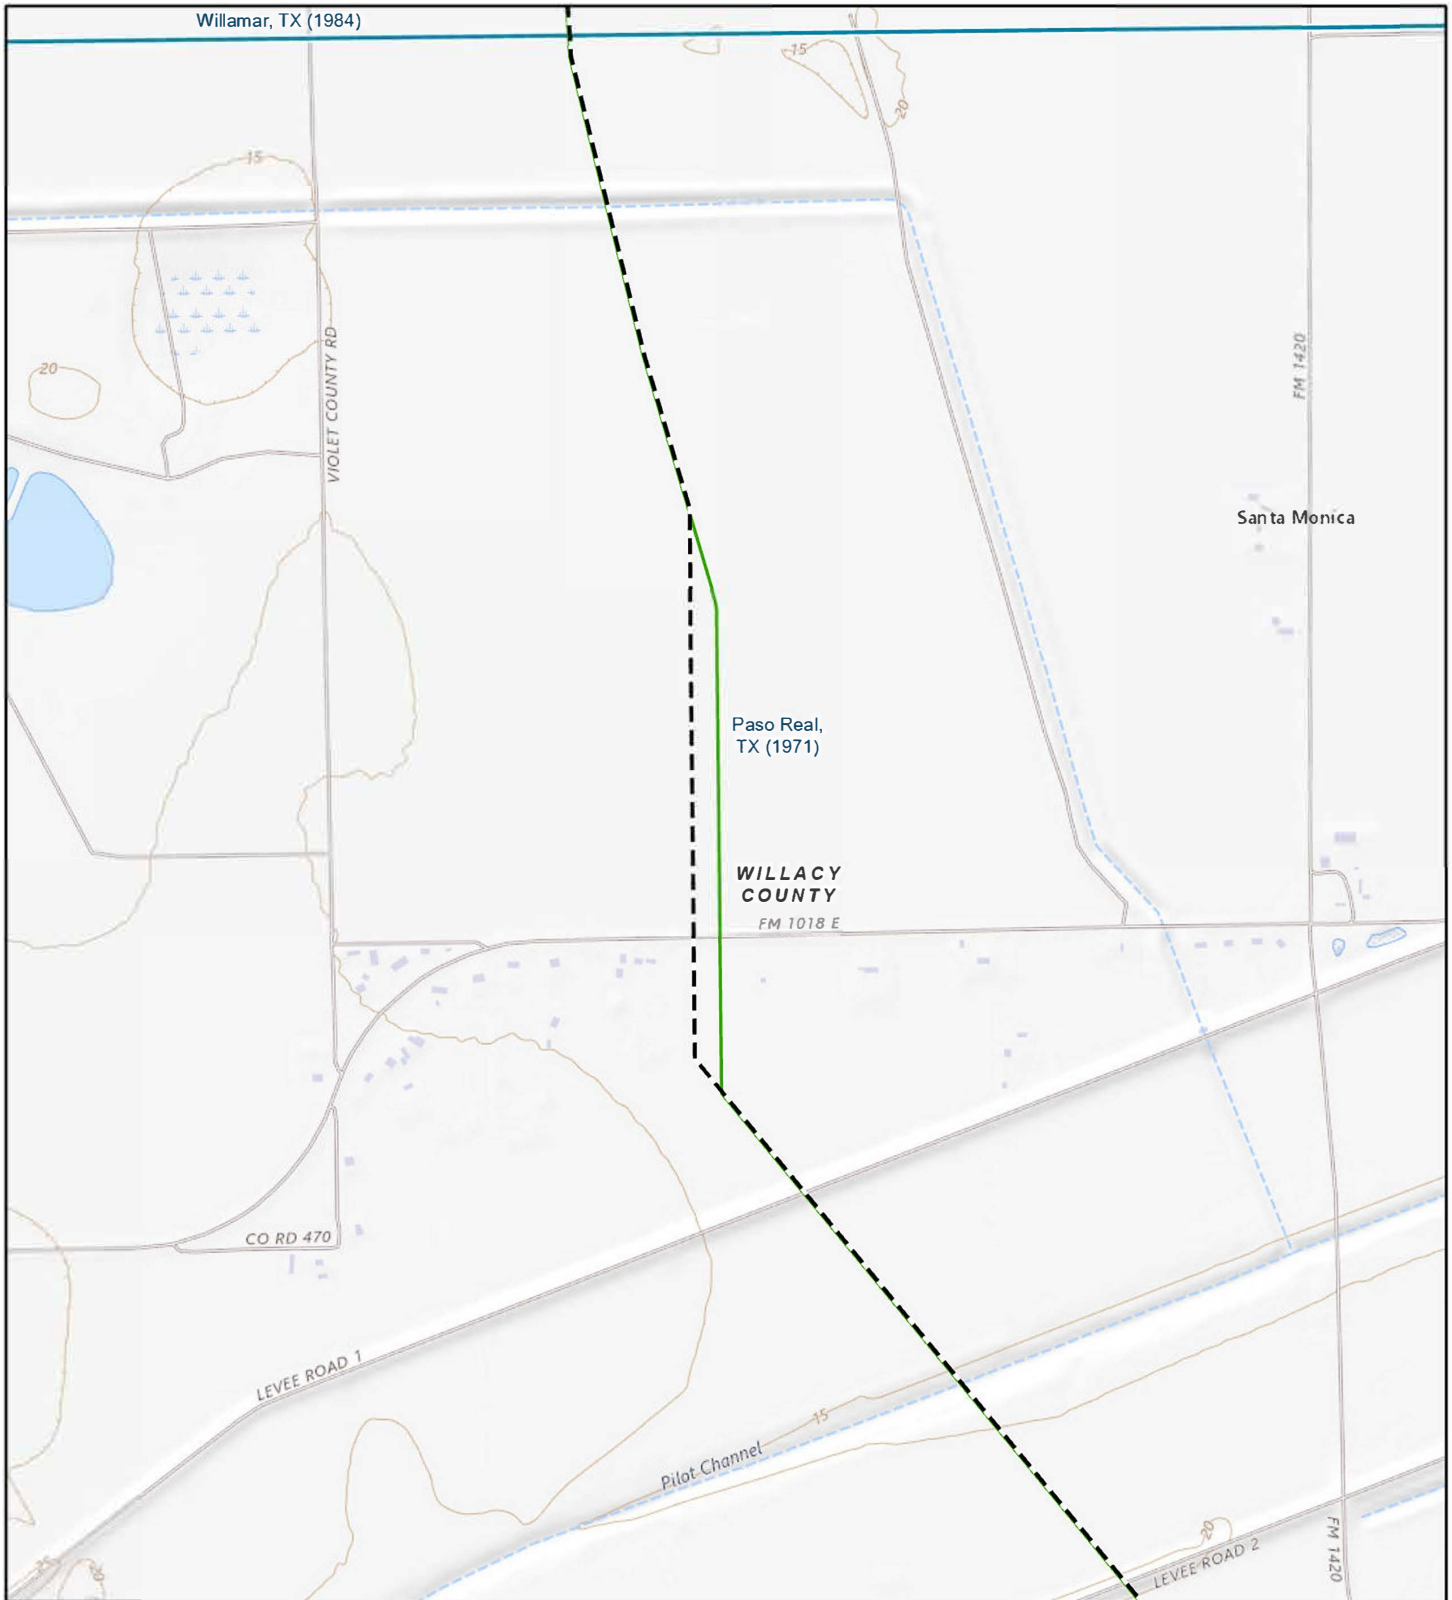 Willamar, TX (1984)
15
20
15
20
VIOLET COUNTY RD
FM 1420
Santa Monica
Paso Real,
TX (1971)
WILLACY
COUNTY
FM 1018 E
CO RD 470
LEVEE ROAD 1
15
Pilot Channel
20
LEVEE ROAD 2
FM 1420
20